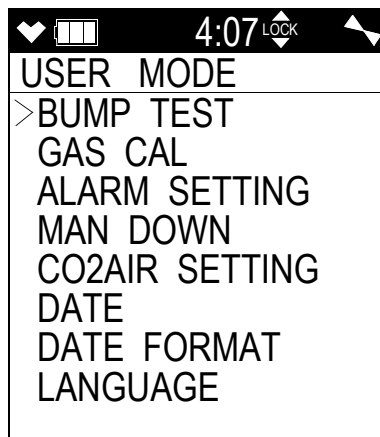 4:07 LOCK
USER MODE
>BUMP TEST
GAS CAL
ALARM SETTING
MAN DOWN
CO2AIR SETTING
DATE
DATE FORMAT
LANGUAGE